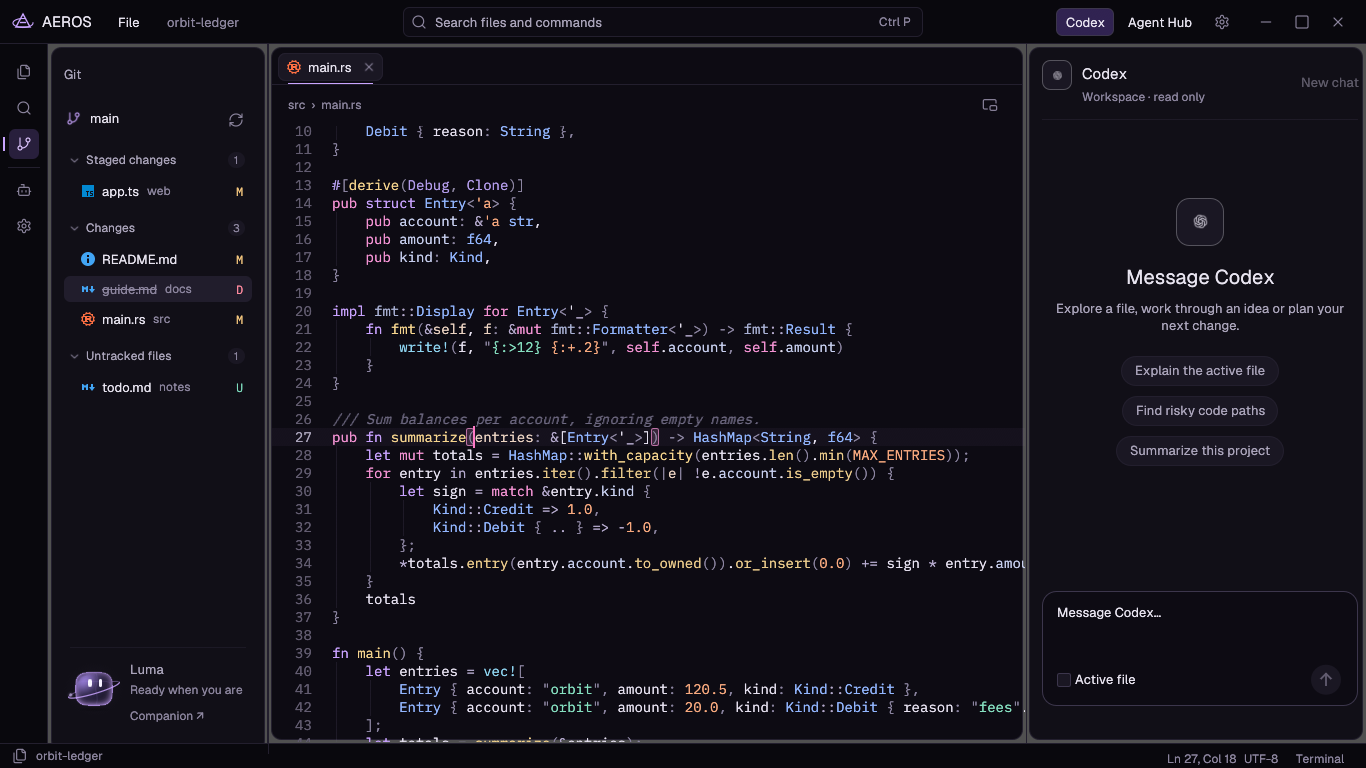 AEROS File orbit-ledger Search files and commands Ctrl P Codex Agent Hub
Git
main
Staged changes 1
app.ts web M
Changes 3
README.md M
guide.md docs D
main.rs src M
Untracked files 1
todo.md notes U
Luma
Ready when you are
Companion ↗
main.rs
src › main.rs
10 Debit { reason: String },
11 }
12
13 #[derive(Debug, Clone)]
14 pub struct Entry<'a> {
15 pub account: &'a str,
16 pub amount: f64,
17 pub kind: Kind,
18 }
19
20 impl fmt::Display for Entry<'_> {
21 fn fmt(&self, f: &mut fmt::Formatter<'_>) -> fmt::Result {
22 write!(f, "{:>12} {:+.2}", self.account, self.amount)
23 }
24 }
25
26 /// Sum balances per account, ignoring empty names.
27 pub fn summarize(entries: &[Entry<'_>]) -> HashMap<String, f64> {
28 let mut totals = HashMap::with_capacity(entries.len().min(MAX_ENTRIES));
29 for entry in entries.iter().filter(|e| !e.account.is_empty()) {
30 let sign = match &entry.kind {
31 Kind::Credit => 1.0,
32 Kind::Debit { .. } => -1.0,
33 };
34 *totals.entry(entry.account.to_owned()).or_insert(0.0) += sign * entry.amou
35 }
36 totals
37 }
38
39 fn main() {
40 let entries = vec![
41 Entry { account: "orbit", amount: 120.5, kind: Kind::Credit },
42 Entry { account: "orbit", amount: 20.0, kind: Kind::Debit { reason: "fees".
43 ];
Codex
Workspace · read only
New chat
Message Codex
Explore a file, work through an idea or plan your
next change.
Explain the active file
Find risky code paths
Summarize this project
Message Codex…
Active file
orbit-ledger
Ln 27, Col 18 UTF-8 Terminal